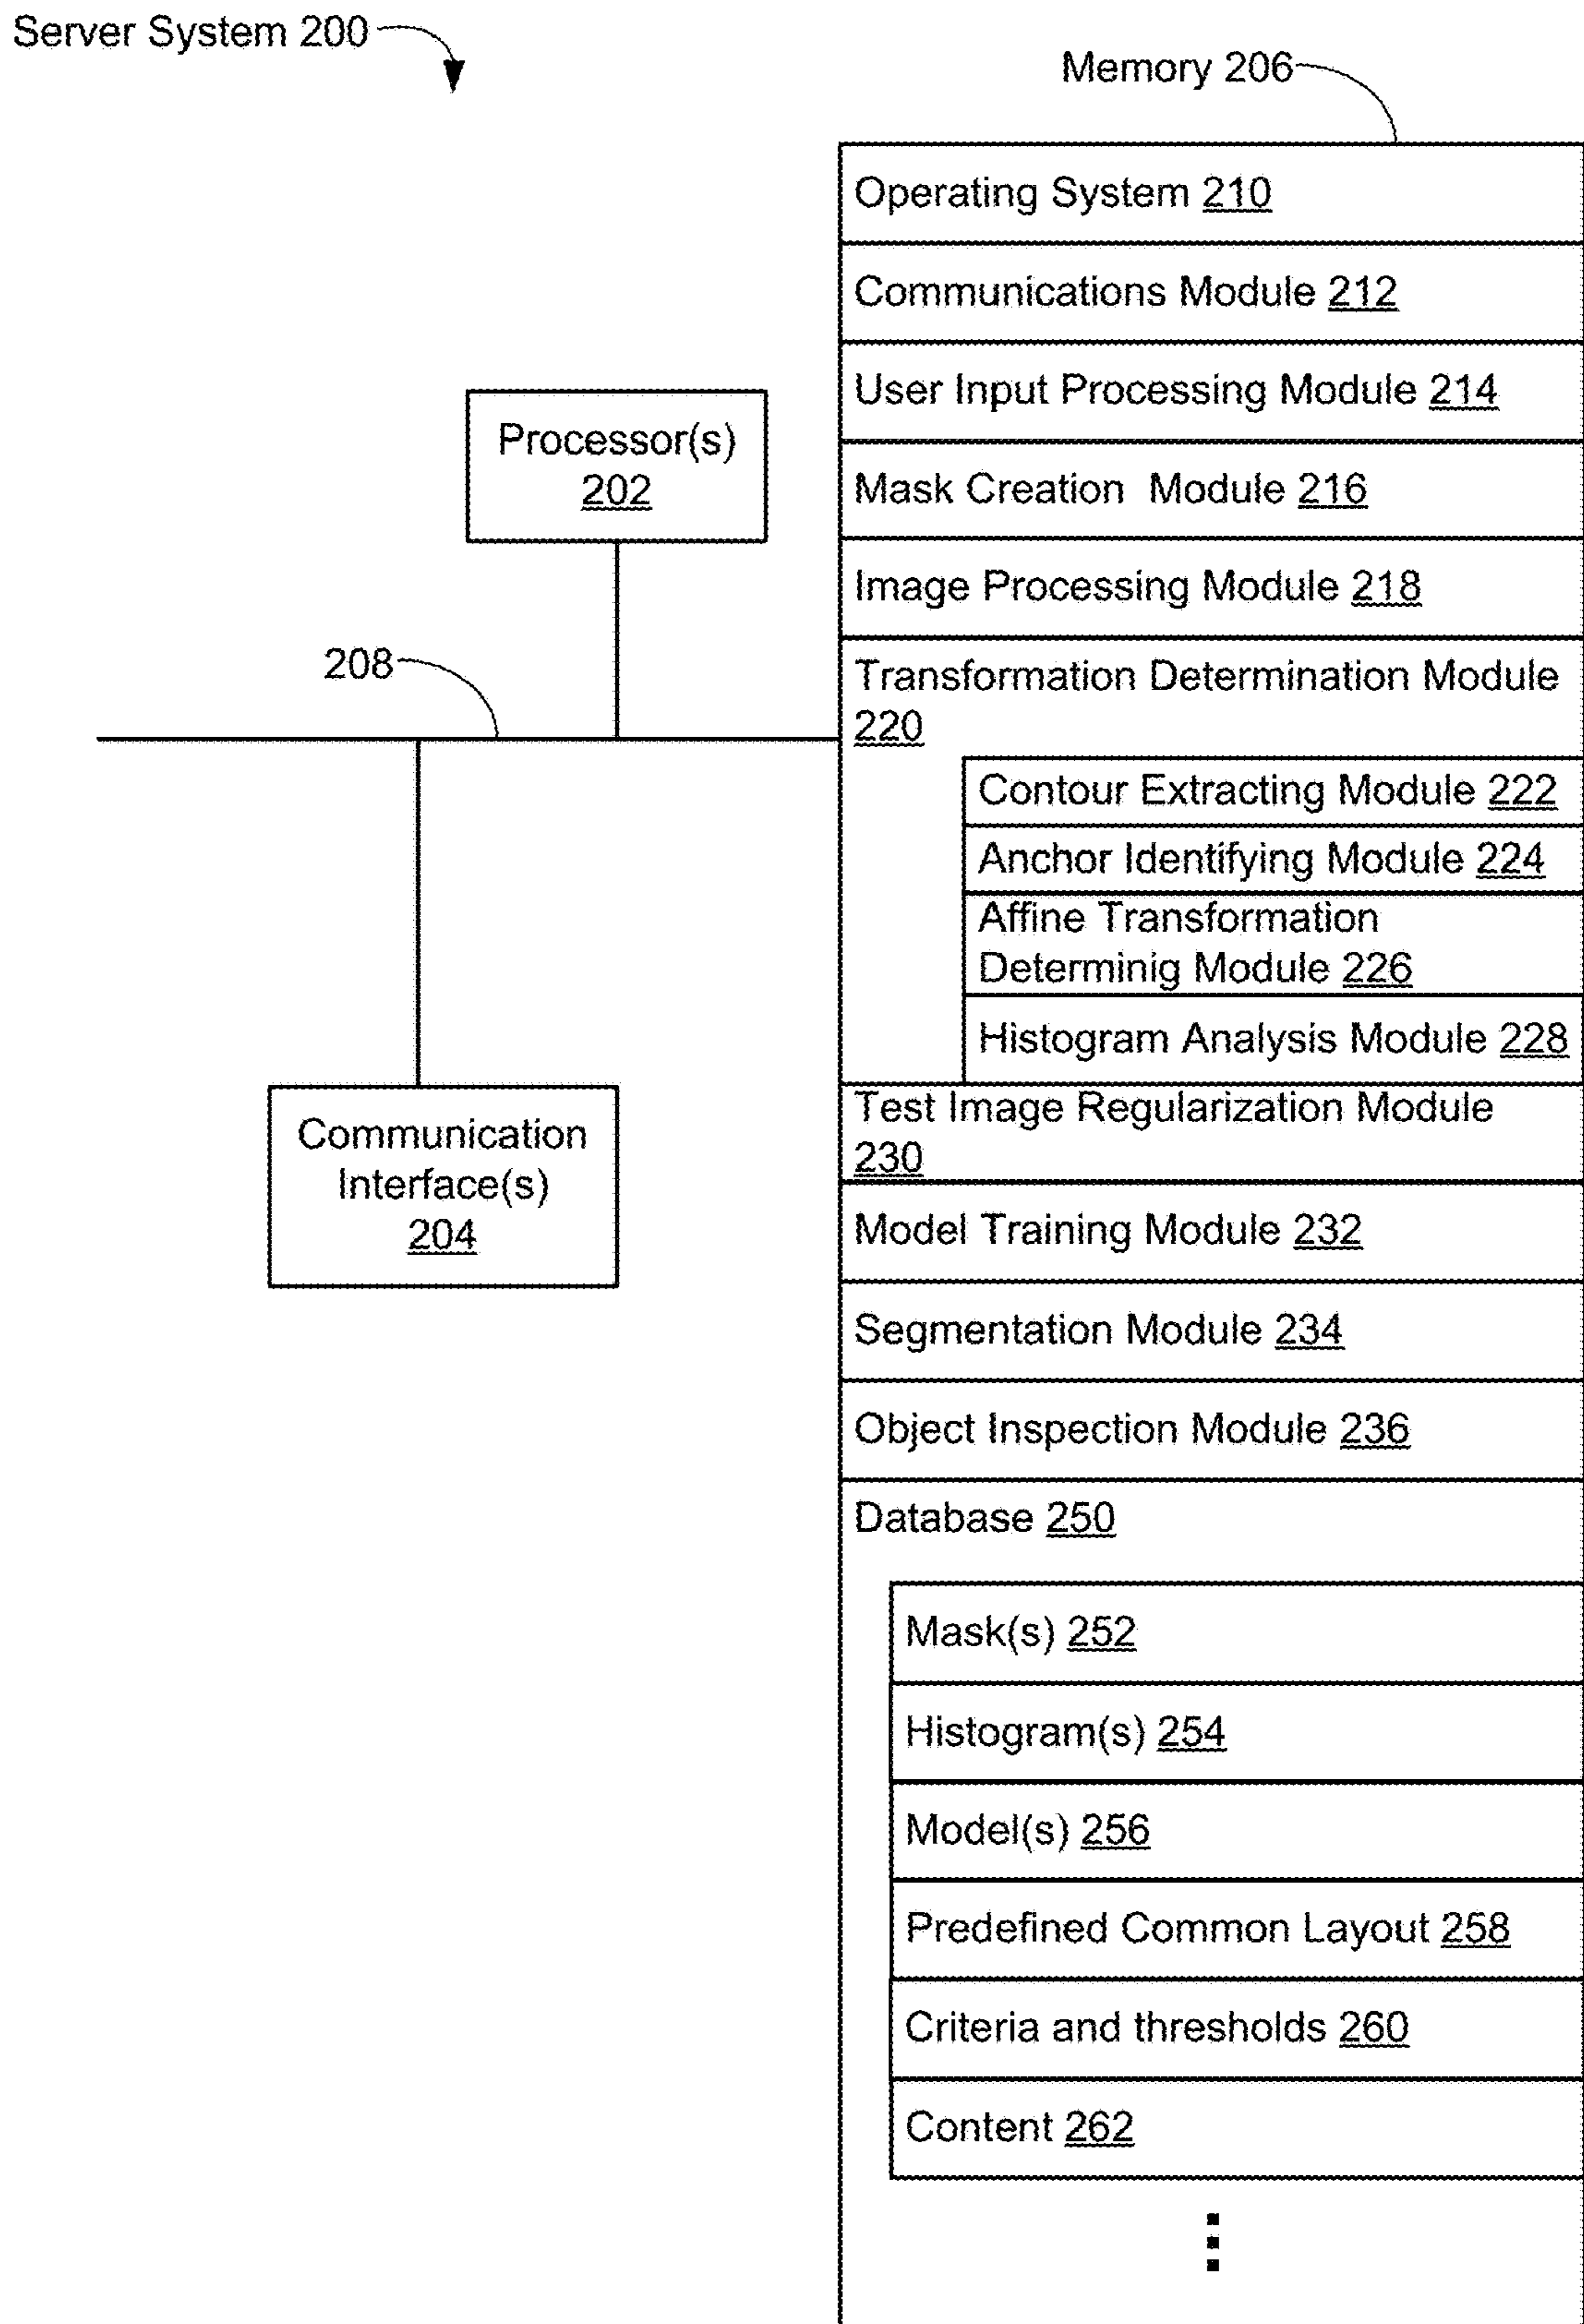 Server System 200
Memory 206
Operating System 210
Communications Module 212
User Input Processing Module 214
Processor(s)
202
Mask Creation Module 216
Image Processing Module 218
208
Transformation Determination Module
220
Contour Extracting Module 222
Anchor Identifying Module 224
Affine Transformation
Determinig Module 226
Histogram Analysis Module 228
Communication
Interface(s)
204
Test Image Regularization Module
230
Model Training Module 232
Segmentation Module 234
Object Inspection Module 236
Database 250
Mask(s) 252
Histogram(s) 254
Model(s) 256
Predefined Common Layout 258
Criteria and thresholds 260
Content 262